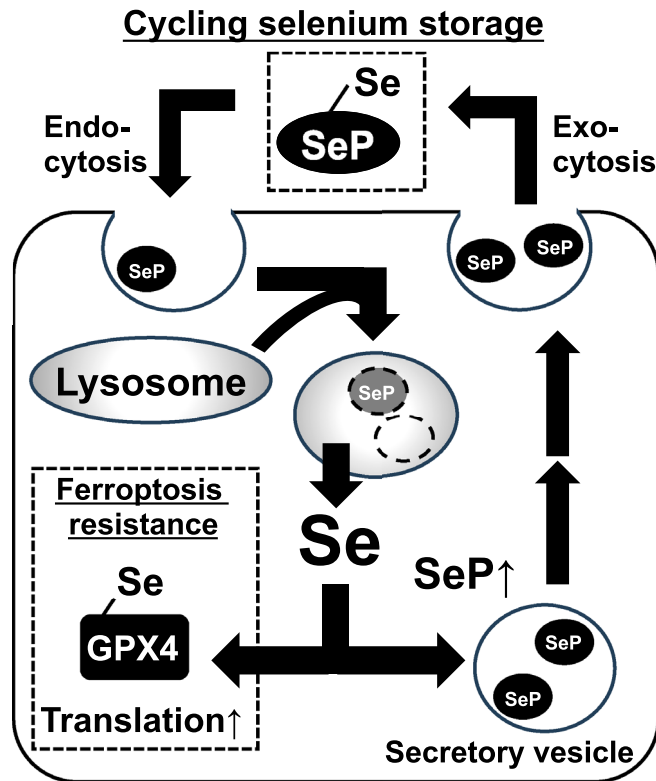 Cycling selenium storage
Se
SeP
Endo-
cytosis
Exo-
cytosis
SeP
SeP
SeP
Lysosome
SeP
Ferroptosis
resistance
Se
SeP↑
Se
GPX4
SeP
SeP
Translation↑
Secretory vesicle